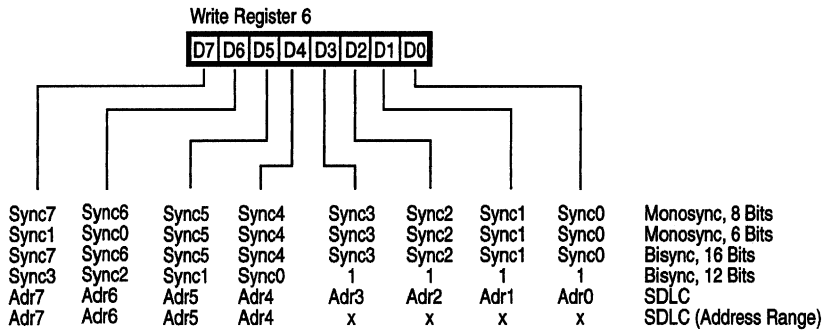 Write Register 6
D7 D6 D5 D4 D3 D2 D1 D0
Sync7 Sync6 Sync5 Sync4 Sync3 Sync2 Sync1 Sync0 Monosync, 8 Bits
Sync1 Sync0 Sync5 Sync4 Sync3 Sync2 Sync1 Sync0 Monosync, 6 Bits
Sync7 Sync6 Sync5 Sync4 Sync3 Sync2 Sync1 Sync0 Bisync, 16 Bits
Sync3 Sync2 Sync1 Sync0 1 1 1 1 Bisync, 12 Bits
Adr7 Adr6 Adr5 Adr4 Adr3 Adr2 Adr1 Adr0 SDLC
Adr7 Adr6 Adr5 Adr4 x x x x SDLC (Address Range)